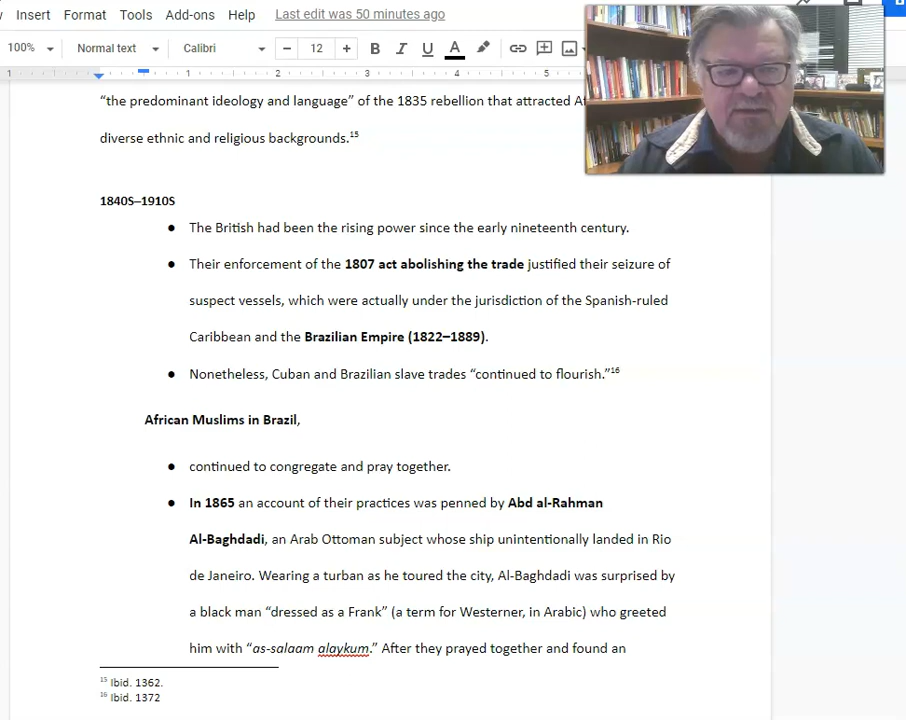 Insert Format Tools Add-ons Help Last edit was 50 minutes ago
100% Normal text Calibri 12 B I U A
1 1 2 3 4 5
“the predominant ideology and language” of the 1835 rebellion that attracted
diverse ethnic and religious backgrounds.15
1840S–1910S
● The British had been the rising power since the early nineteenth century.
● Their enforcement of the 1807 act abolishing the trade justified their seizure of
suspect vessels, which were actually under the jurisdiction of the Spanish-ruled
Caribbean and the Brazilian Empire (1822–1889).
● Nonetheless, Cuban and Brazilian slave trades “continued to flourish.”16
African Muslims in Brazil,
● continued to congregate and pray together.
● In 1865 an account of their practices was penned by Abd al-Rahman
Al-Baghdadi, an Arab Ottoman subject whose ship unintentionally landed in Rio
de Janeiro. Wearing a turban as he toured the city, Al-Baghdadi was surprised by
a black man “dressed as a Frank” (a term for Westerner, in Arabic) who greeted
him with “as-salaam alaykum.” After they prayed together and found an
15 Ibid. 1362.
16 Ibid. 1372